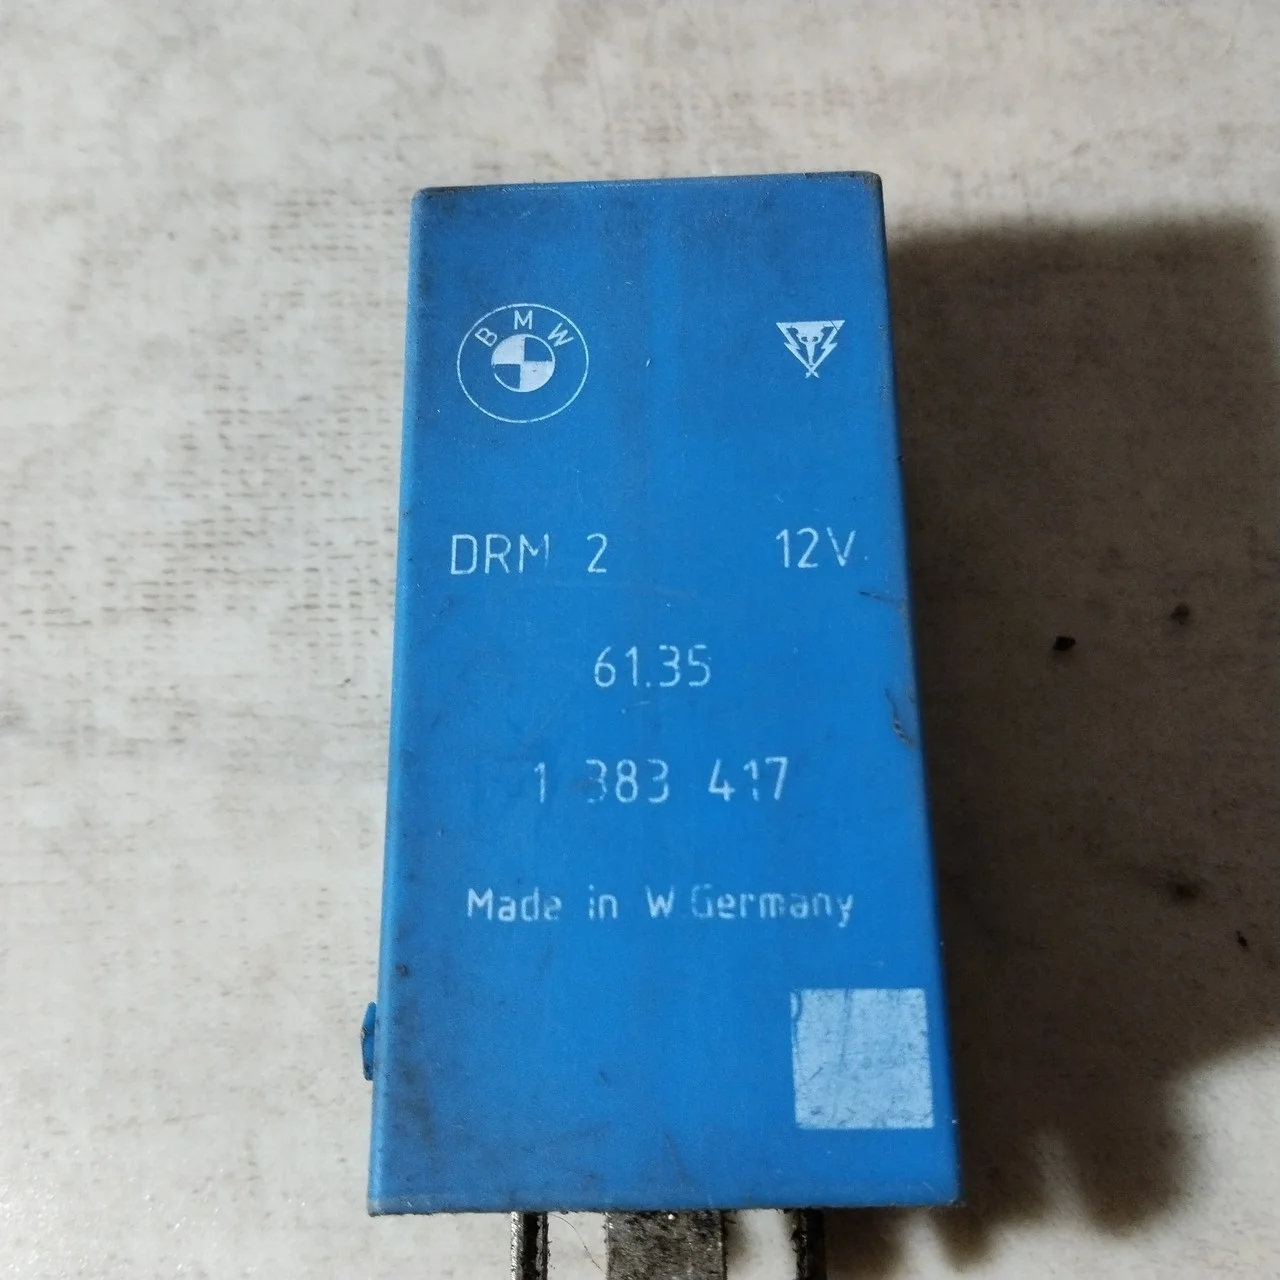 BMW
DRM 2 12V
61.35
1 383 417
Made in W.Germany